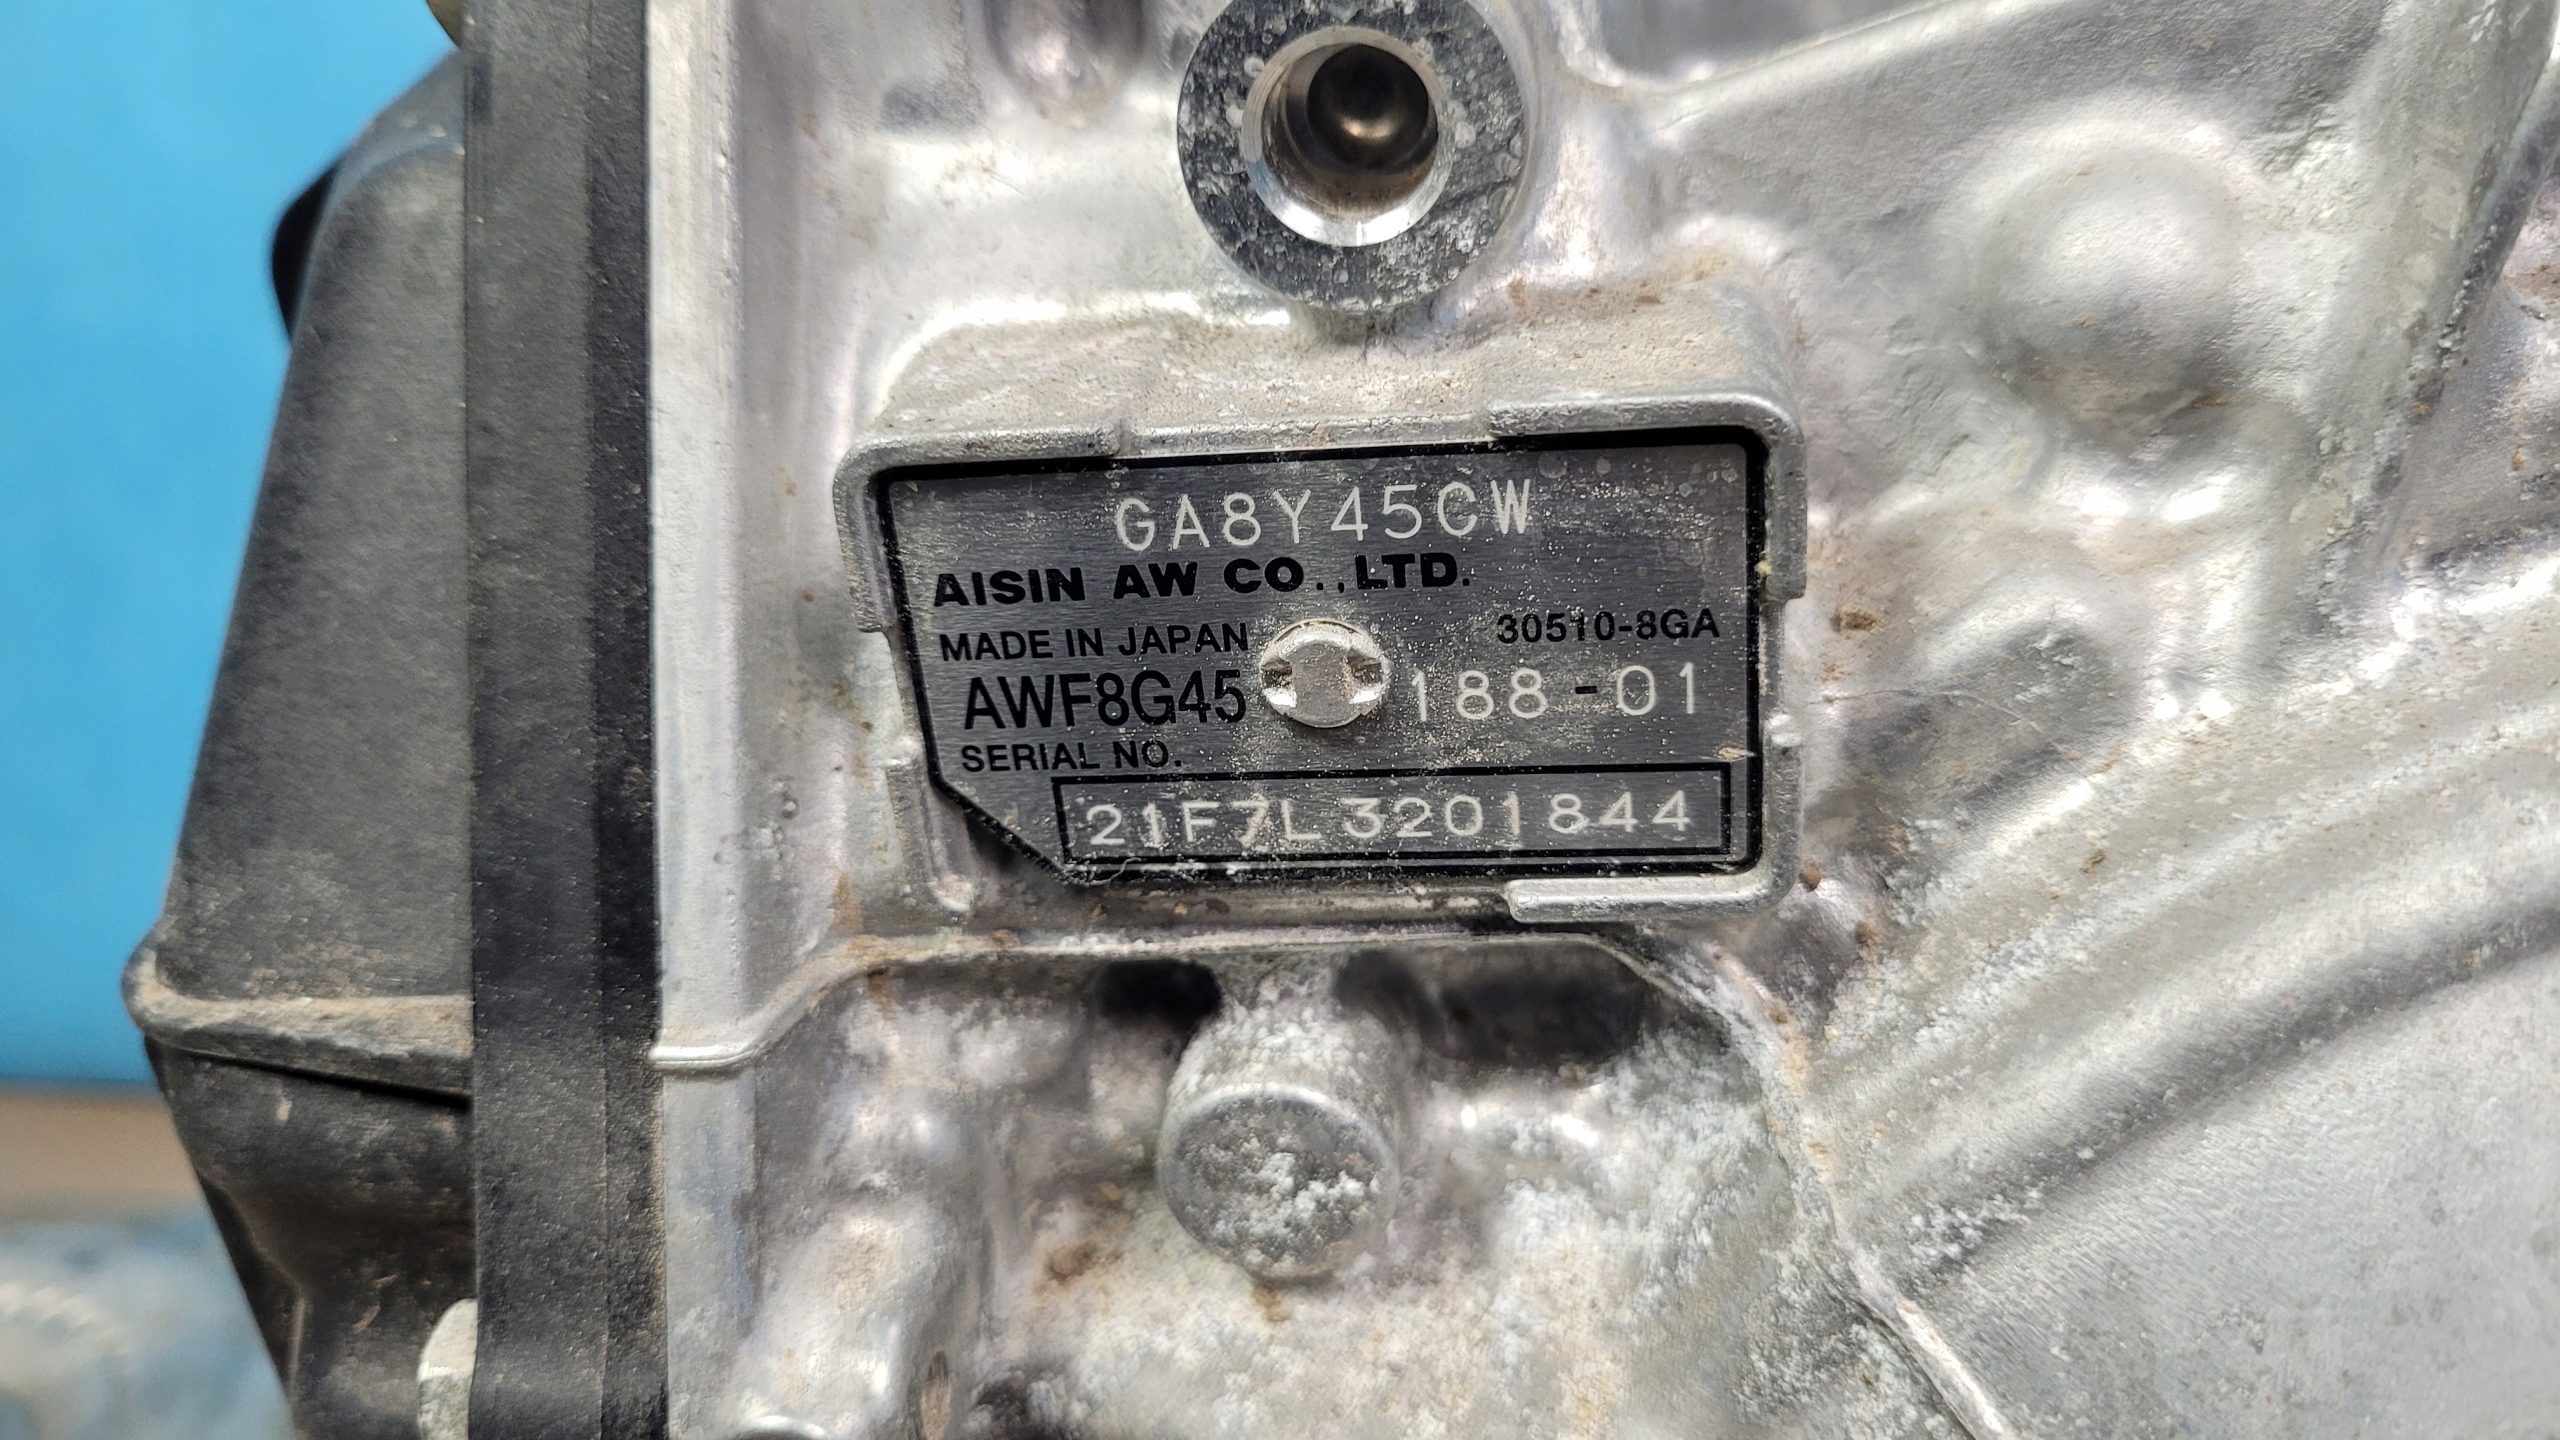 GA8Y45CW
AISIN AW CO.,LTD.
MADE IN JAPAN 30510-8GA
AWF8G45 188-01
SERIAL NO.
21F7L3201844